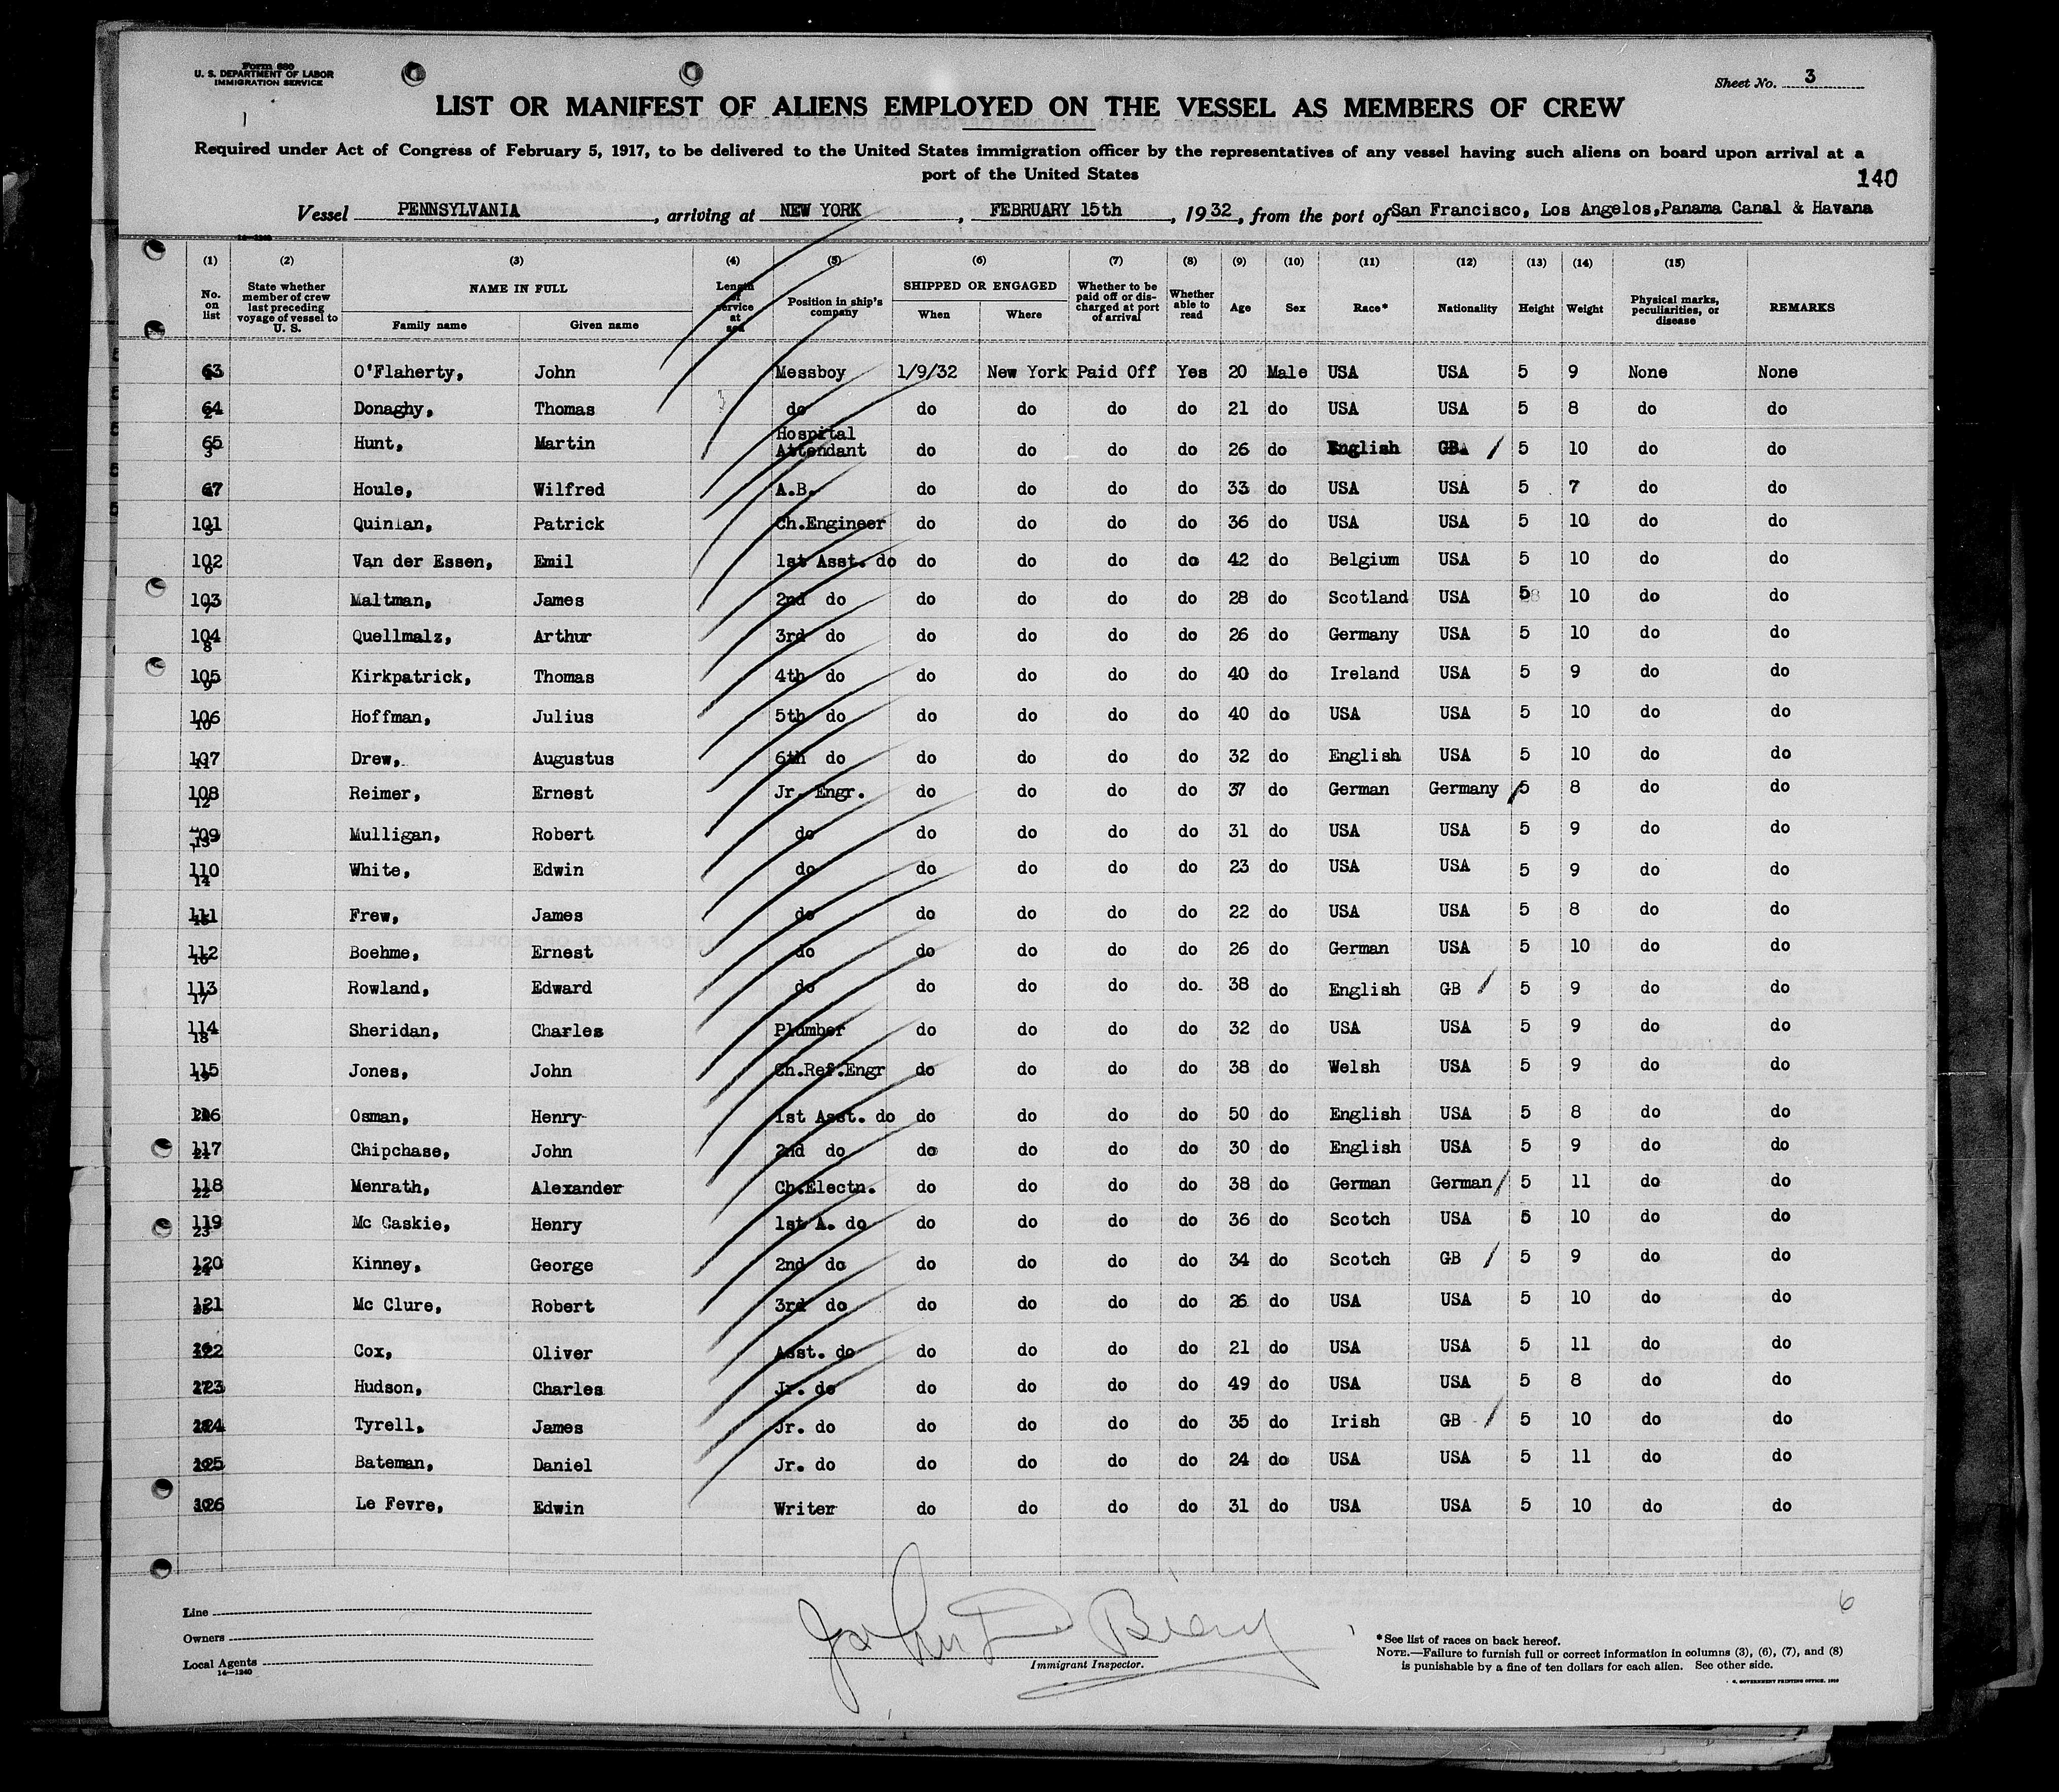 Form 680
U. S. DEPARTMENT OF LABOR
IMMIGRATION SERVICE
Sheet No. 3
LIST OR MANIFEST OF ALIENS EMPLOYED ON THE VESSEL AS MEMBERS OF CREW
Required under Act of Congress of February 5, 1917, to be delivered to the United States immigration officer by the representatives of any vessel having such aliens on board upon arrival at a
port of the United States
140
Vessel PENNSYLVANIA, arriving at NEW YORK, FEBRUARY 15th, 1932, from the port of San Francisco, Los Angelos,Panama Canal & Havana
14-1240
(1) (2) (3) (4) (5) (6) (7) (8) (9) (10) (11) (12) (13) (14) (15)
No. on list State whether member of crew last preceding voyage of vessel to U. S. NAME IN FULL Family name Given name Length of service at sea Position in ship's company SHIPPED OR ENGAGED When Where Whether to be paid off or discharged at port of arrival Whether able to read Age Sex Race* Nationality Height Weight Physical marks, peculiarities, or disease REMARKS
63 O'Flaherty, John Messboy 1/9/32 New York Paid Off Yes 20 Male USA USA 5 9 None None
64 2 Donaghy, Thomas 3 do do do do do 21 do USA USA 5 8 do do
65 3 Hunt, Martin Hospital Attendant do do do do 26 do English GB / 5 10 do do
67 Houle, Wilfred A.B. do do do do 33 do USA USA 5 7 do do
101 5 Quinlan, Patrick Ch.Engineer do do do do 36 do USA USA 5 10 do do
102 6 Van der Essen, Emil 1st Asst. do do do do do 42 do Belgium USA 5 10 do do
103 7 Maltman, James 2nd do do do do do 28 do Scotland USA 5 10 do do
104 8 Quellmalz, Arthur 3rd do do do do do 26 do Germany USA 5 10 do do
105 9 Kirkpatrick, Thomas 4th do do do do do 40 do Ireland USA 5 9 do do
106 10 Hoffman, Julius 5th do do do do do 40 do USA USA 5 10 do do
107 11 Drew, Augustus 6th do do do do do 32 do English USA 5 10 do do
108 12 Reimer, Ernest Jr. Engr. do do do do 37 do German Germany / 5 8 do do
109 13 Mulligan, Robert do do do do do 31 do USA USA 5 9 do do
110 14 White, Edwin do do do do do 23 do USA USA 5 9 do do
111 15 Frew, James do do do do do 22 do USA USA 5 8 do do
112 16 Boehme, Ernest do do do do do 26 do German USA 5 10 do do
113 17 Rowland, Edward do do do do do 38 do English GB / 5 9 do do
114 18 Sheridan, Charles Plumber do do do do 32 do USA USA 5 9 do do
115 19 Jones, John Ch.Ref.Engr do do do do 38 do Welsh USA 5 9 do do
116 Osman, Henry 1st Asst. do do do do do 50 do English USA 5 8 do do
117 21 Chipchase, John 2nd do do do do do 30 do English USA 5 9 do do
118 22 Menrath, Alexander Ch.Electn. do do do do 38 do German German / 5 11 do do
119 23 Mc Caskie, Henry 1st A. do do do do do 36 do Scotch USA 5 10 do do
120 24 Kinney, George 2nd do do do do do 34 do Scotch GB / 5 9 do do
121 25 Mc Clure, Robert 3rd do do do do do 26 do USA USA 5 10 do do
122 Cox, Oliver Asst. do do do do do 21 do USA USA 5 11 do do
123 Hudson, Charles Jr. do do do do do 49 do USA USA 5 8 do do
124 Tyrell, James Jr. do do do do do 35 do Irish GB / 5 10 do do
125 Bateman, Daniel Jr. do do do do do 24 do USA USA 5 11 do do
126 Le Fevre, Edwin Writer do do do do 31 do USA USA 5 10 do do
6
Line
Owners
Local Agents
14-1240
John D Biery
Immigrant Inspector.
*See list of races on back hereof.
NOTE.—Failure to furnish full or correct information in columns (3), (6), (7), and (8)
is punishable by a fine of ten dollars for each alien. See other side.
GOVERNMENT PRINTING OFFICE